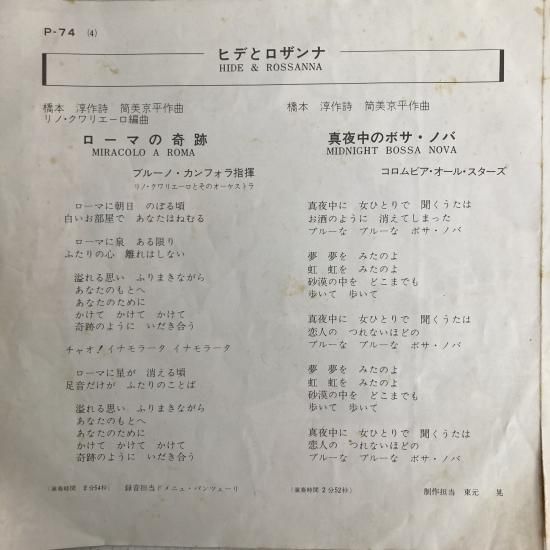 P-74 (4)
ヒデとロザンナ
HIDE & ROSSANNA
橋本 淳作詩 筒美京平作曲
リノ・クワリエーロ編曲
ローマの奇跡
MIRACOLO A ROMA
ブルーノ・カンフォラ指揮
リノ・クワリエーロとそのオーケストラ
ローマに朝日 のぼる頃
白いお部屋で あなたはねむる
ローマに泉 ある限り
ふたりの心 離れはしない
溢れる思い ふりまきながら
あなたのもとへ
あなたのために
かけて かけて かけて
奇跡のように いだき合う
チャオ！イナモラータ イナモラータ
ローマに星が 消える頃
足音だけが ふたりのことば
溢れる思い ふりまきながら
あなたのもとへ
あなたのために
かけて かけて かけて
奇跡のように いだき合う
（演奏時間 2分54秒） 録音担当ドメニュ・パンツェーリ
橋本 淳作詩 筒美京平作曲
真夜中のボサ・ノバ
MIDNIGHT BOSSA NOVA
コロムビア・オール・スターズ
真夜中に 女ひとりで 聞くうたは
お酒のように 消えてしまった
ブルーな ブルーな ボサ・ノバ
夢 夢を みたのよ
虹 虹を みたのよ
砂漠の中を どこまでも
歩いて 歩いて
真夜中に 女ひとりで 聞くうたは
恋人の つれないほどの
ブルーな ブルーな ボサ・ノバ
夢 夢を みたのよ
虹 虹を みたのよ
砂漠の中を どこまでも
歩いて 歩いて
真夜中に 女ひとりで 聞くうたは
恋人の つれないほどの
ブルーな ブルーな ボサ・ノバ
（演奏時間 2分52秒） 制作担当 東元 晃